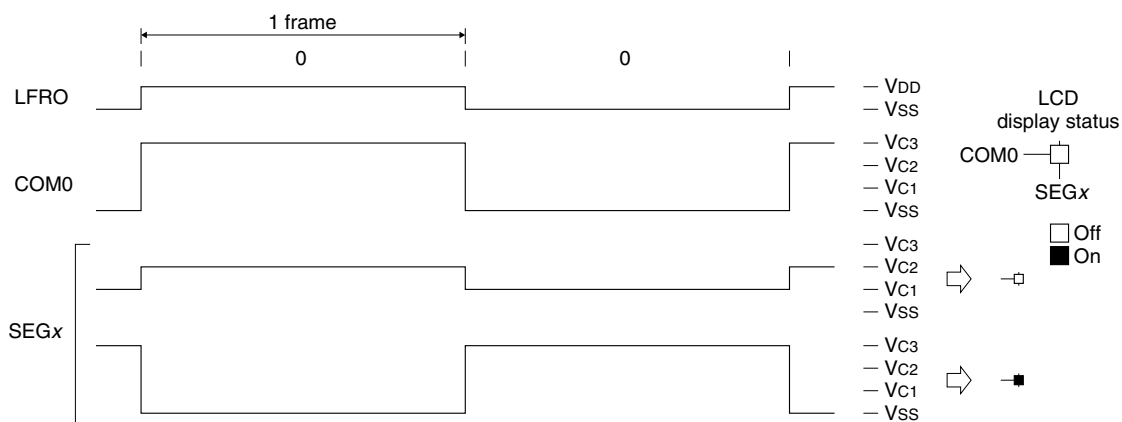 1 frame
0 0
LFRO
VDD
VSS
LCD
display status
COM0
SEGx
Off
On
COM0
VC3
VC2
VC1
VSS
SEGx
VC3
VC2
VC1
VSS
VC3
VC2
VC1
VSS